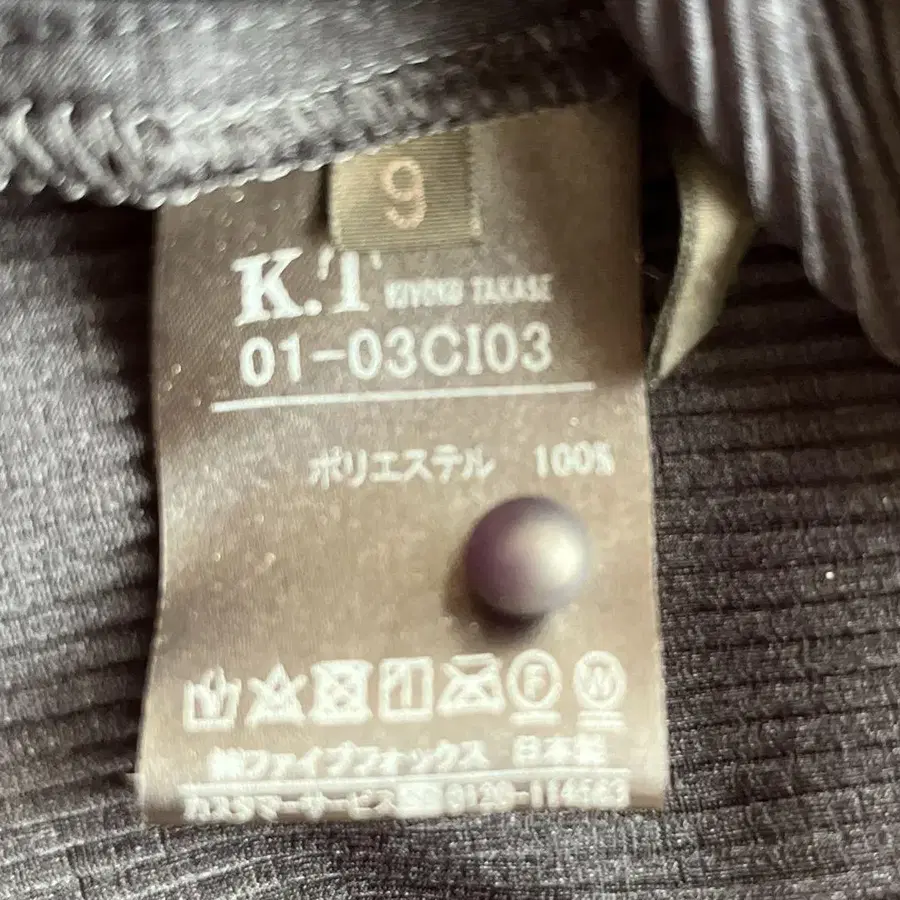 9
K.T KIYOKO TAKASE
01-03CI03
ポリエステル 100%
F W
㈱ファイブフォックス 日本製
カスタマーサービス 0120-114563